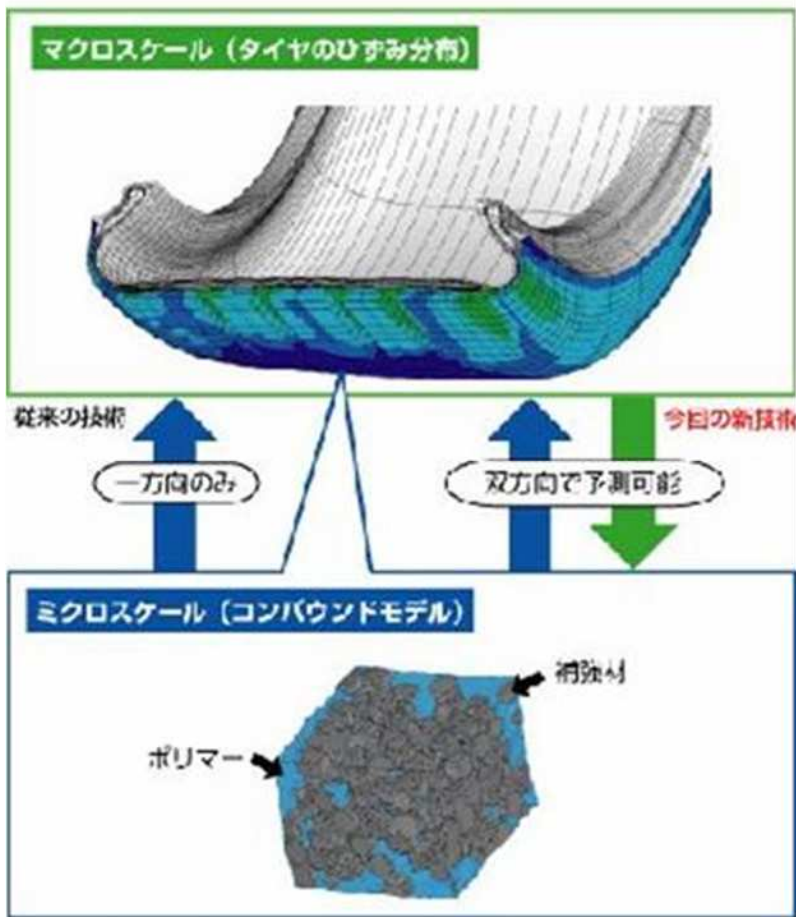 マクロスケール（タイヤのひずみ分布）
従来の技術
今回の新技術
一方向のみ
双方向で予測可能
ミクロスケール（コンパウンドモデル）
補強材
ポリマー